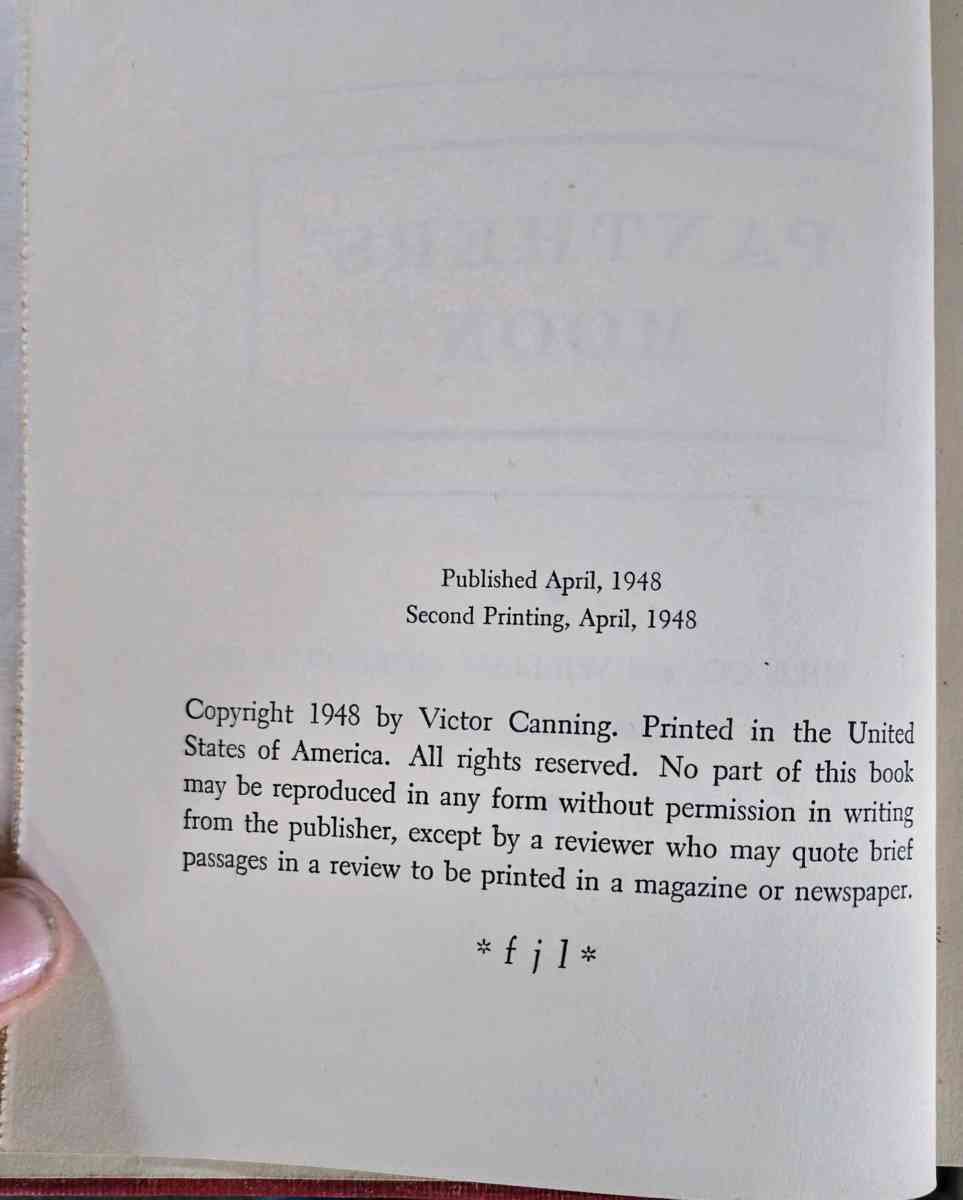 PANTHERS'
MOON
Published April, 1948
Second Printing, April, 1948
Copyright 1948 by Victor Canning. Printed in the United
States of America. All rights reserved. No part of this book
may be reproduced in any form without permission in writing
from the publisher, except by a reviewer who may quote brief
passages in a review to be printed in a magazine or newspaper.
* f j l *